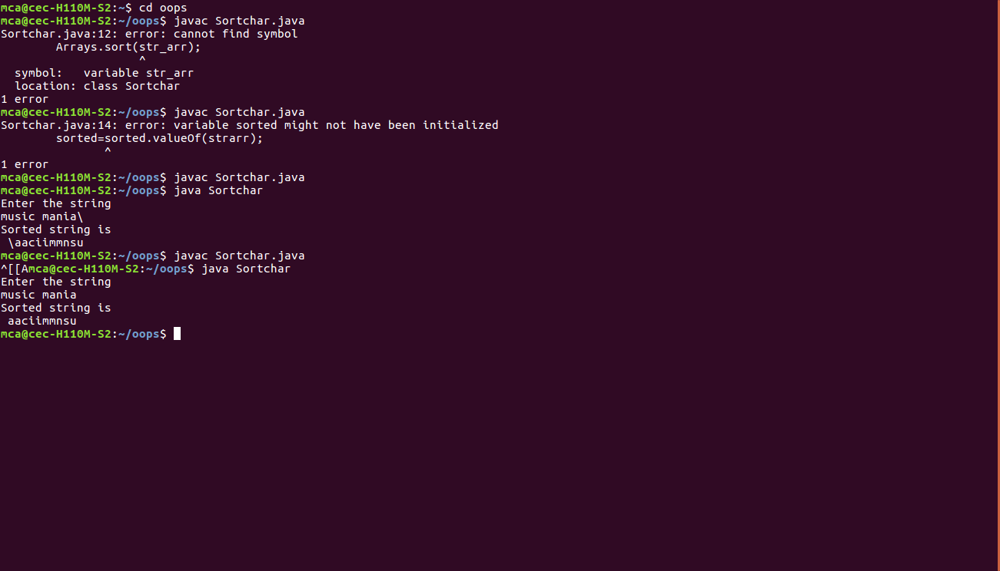 mca@cec-H110M-S2:~$ cd oops
mca@cec-H110M-S2:~/oops$ javac Sortchar.java
Sortchar.java:12: error: cannot find symbol
        Arrays.sort(str_arr);
                    ^
  symbol:   variable str_arr
  location: class Sortchar
1 error
mca@cec-H110M-S2:~/oops$ javac Sortchar.java
Sortchar.java:14: error: variable sorted might not have been initialized
        sorted=sorted.valueOf(strarr);
               ^
1 error
mca@cec-H110M-S2:~/oops$ javac Sortchar.java
mca@cec-H110M-S2:~/oops$ java Sortchar
Enter the string
music mania\
Sorted string is
 \aaciimmnsu
mca@cec-H110M-S2:~/oops$ javac Sortchar.java
^[[Amca@cec-H110M-S2:~/oops$ java Sortchar
Enter the string
music mania
Sorted string is
 aaciimmnsu
mca@cec-H110M-S2:~/oops$